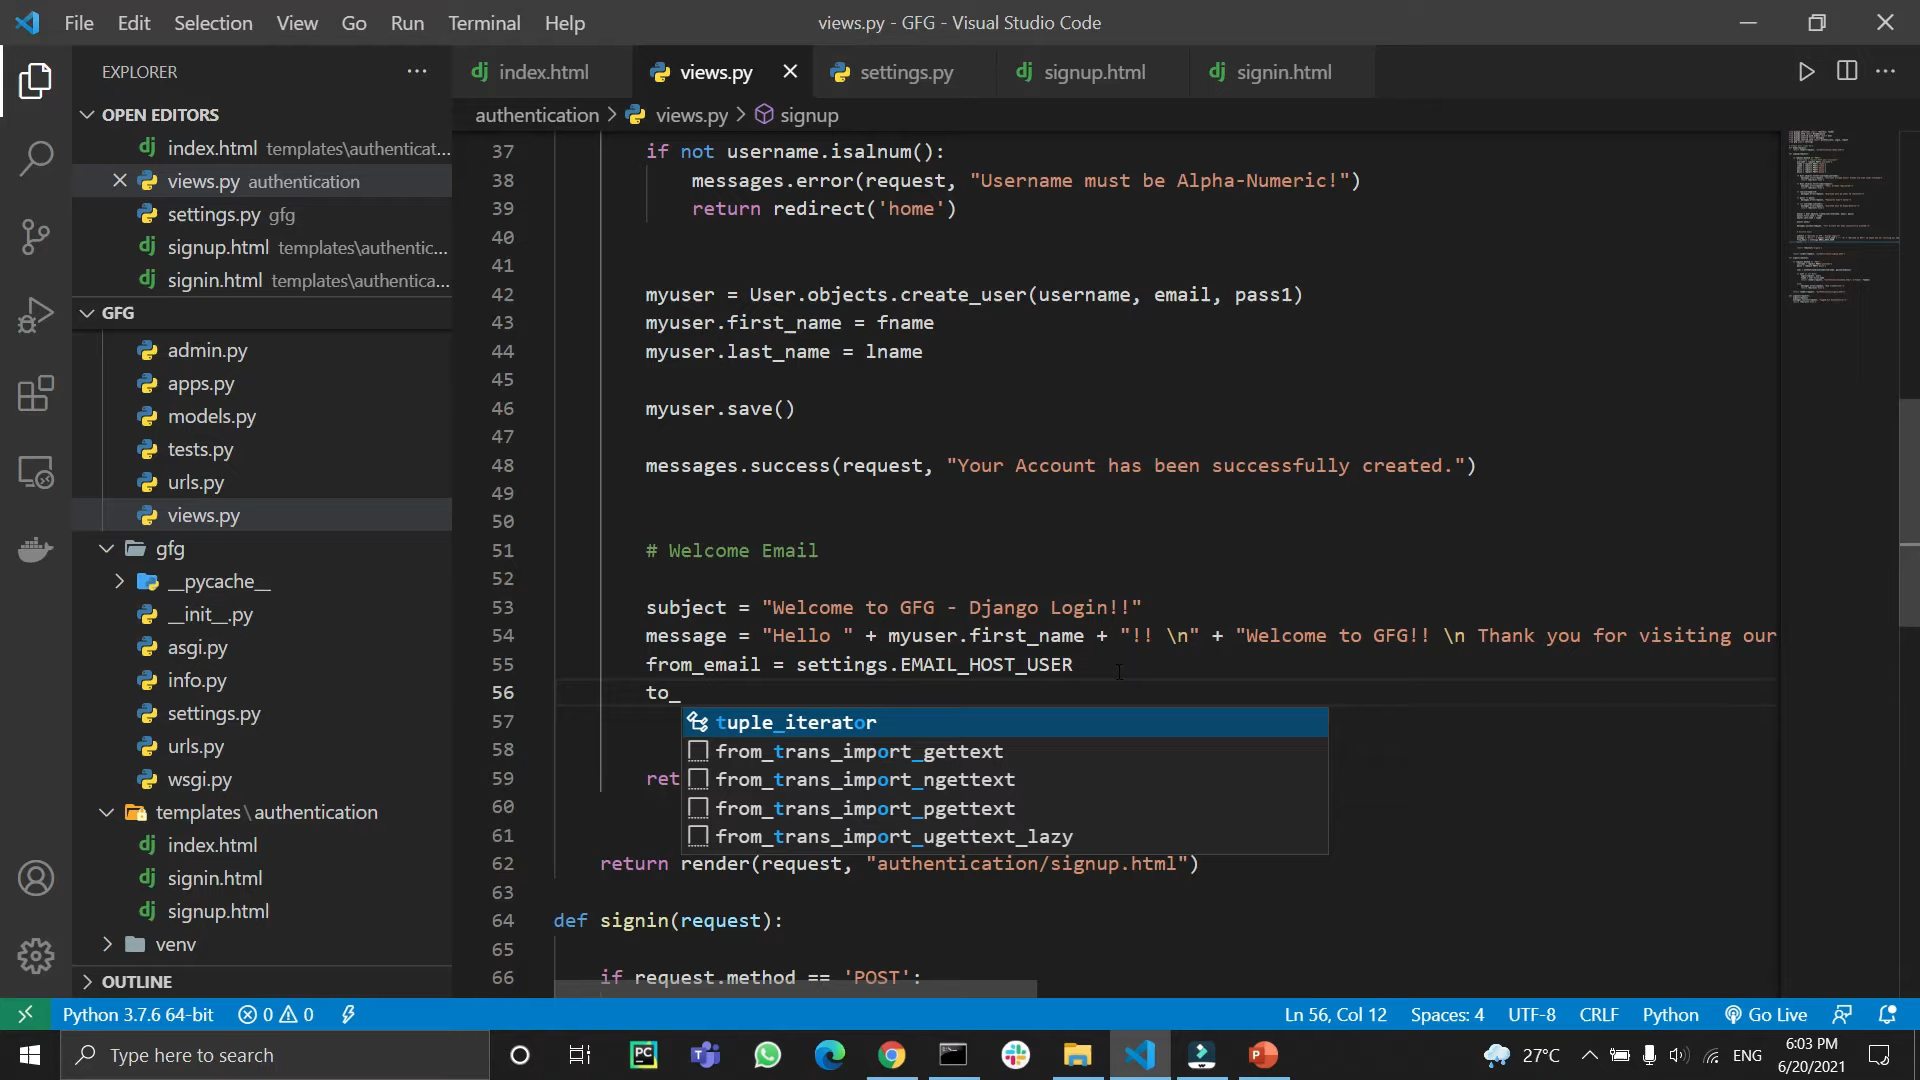 File Edit Selection View Go Run Terminal Help
views.py - GFG - Visual Studio Code
EXPLORER
OPEN EDITORS
index.html templates\authenticat...
views.py authentication
settings.py gfg
signup.html templates\authentic...
signin.html templates\authentica...
GFG
admin.py
apps.py
models.py
tests.py
urls.py
views.py
gfg
__pycache__
__init__.py
asgi.py
info.py
settings.py
urls.py
wsgi.py
templates\authentication
index.html
signin.html
signup.html
venv
OUTLINE
index.html views.py settings.py signup.html signin.html
authentication > views.py > signup
37 if not username.isalnum():
38 messages.error(request, "Username must be Alpha-Numeric!")
39 return redirect('home')
40
41
42 myuser = User.objects.create_user(username, email, pass1)
43 myuser.first_name = fname
44 myuser.last_name = lname
45
46 myuser.save()
47
48 messages.success(request, "Your Account has been successfully created.")
49
50
51 # Welcome Email
52
53 subject = "Welcome to GFG - Django Login!!"
54 message = "Hello " + myuser.first_name + "!! \n" + "Welcome to GFG!! \n Thank you for visiting our
55 from_email = settings.EMAIL_HOST_USER
56 to_
57 tuple_iterator
58 from_trans_import_gettext
59 ret from_trans_import_ngettext
60 from_trans_import_pgettext
61 from_trans_import_ugettext_lazy
62 return render(request, "authentication/signup.html")
63
64 def signin(request):
65
66 if request.method == 'POST':
Python 3.7.6 64-bit 0 0 Ln 56, Col 12 Spaces: 4 UTF-8 CRLF Python Go Live
Type here to search
PC
27°C ENG
6:03 PM
6/20/2021